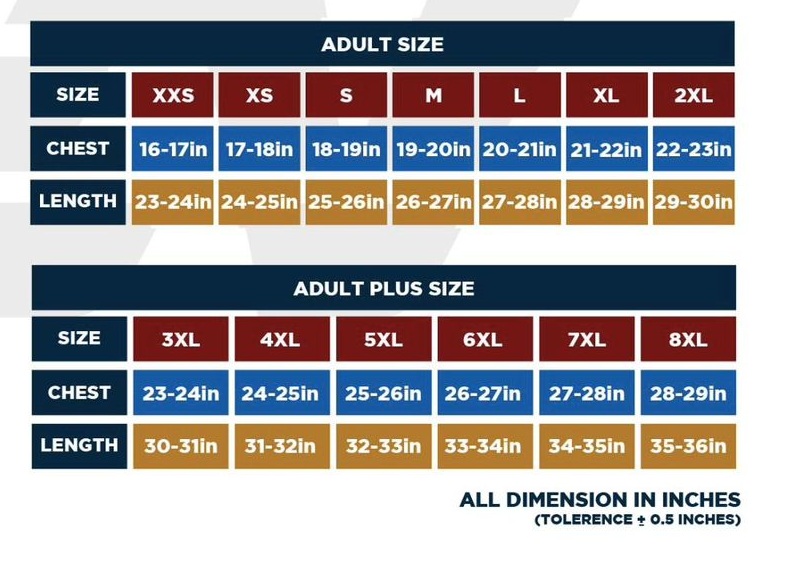 ADULT SIZE
SIZE XXS XS S M L XL 2XL
CHEST 16-17in 17-18in 18-19in 19-20in 20-21in 21-22in 22-23in
LENGTH 23-24in 24-25in 25-26in 26-27in 27-28in 28-29in 29-30in
ADULT PLUS SIZE
SIZE 3XL 4XL 5XL 6XL 7XL 8XL
CHEST 23-24in 24-25in 25-26in 26-27in 27-28in 28-29in
LENGTH 30-31in 31-32in 32-33in 33-34in 34-35in 35-36in
ALL DIMENSION IN INCHES
(TOLERENCE ± 0.5 INCHES)